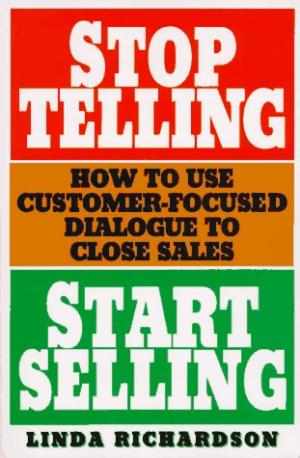 STOP
TELLING
HOW TO USE
CUSTOMER-FOCUSED
DIALOGUE TO
CLOSE SALES
START
SELLING
LINDA RICHARDSON